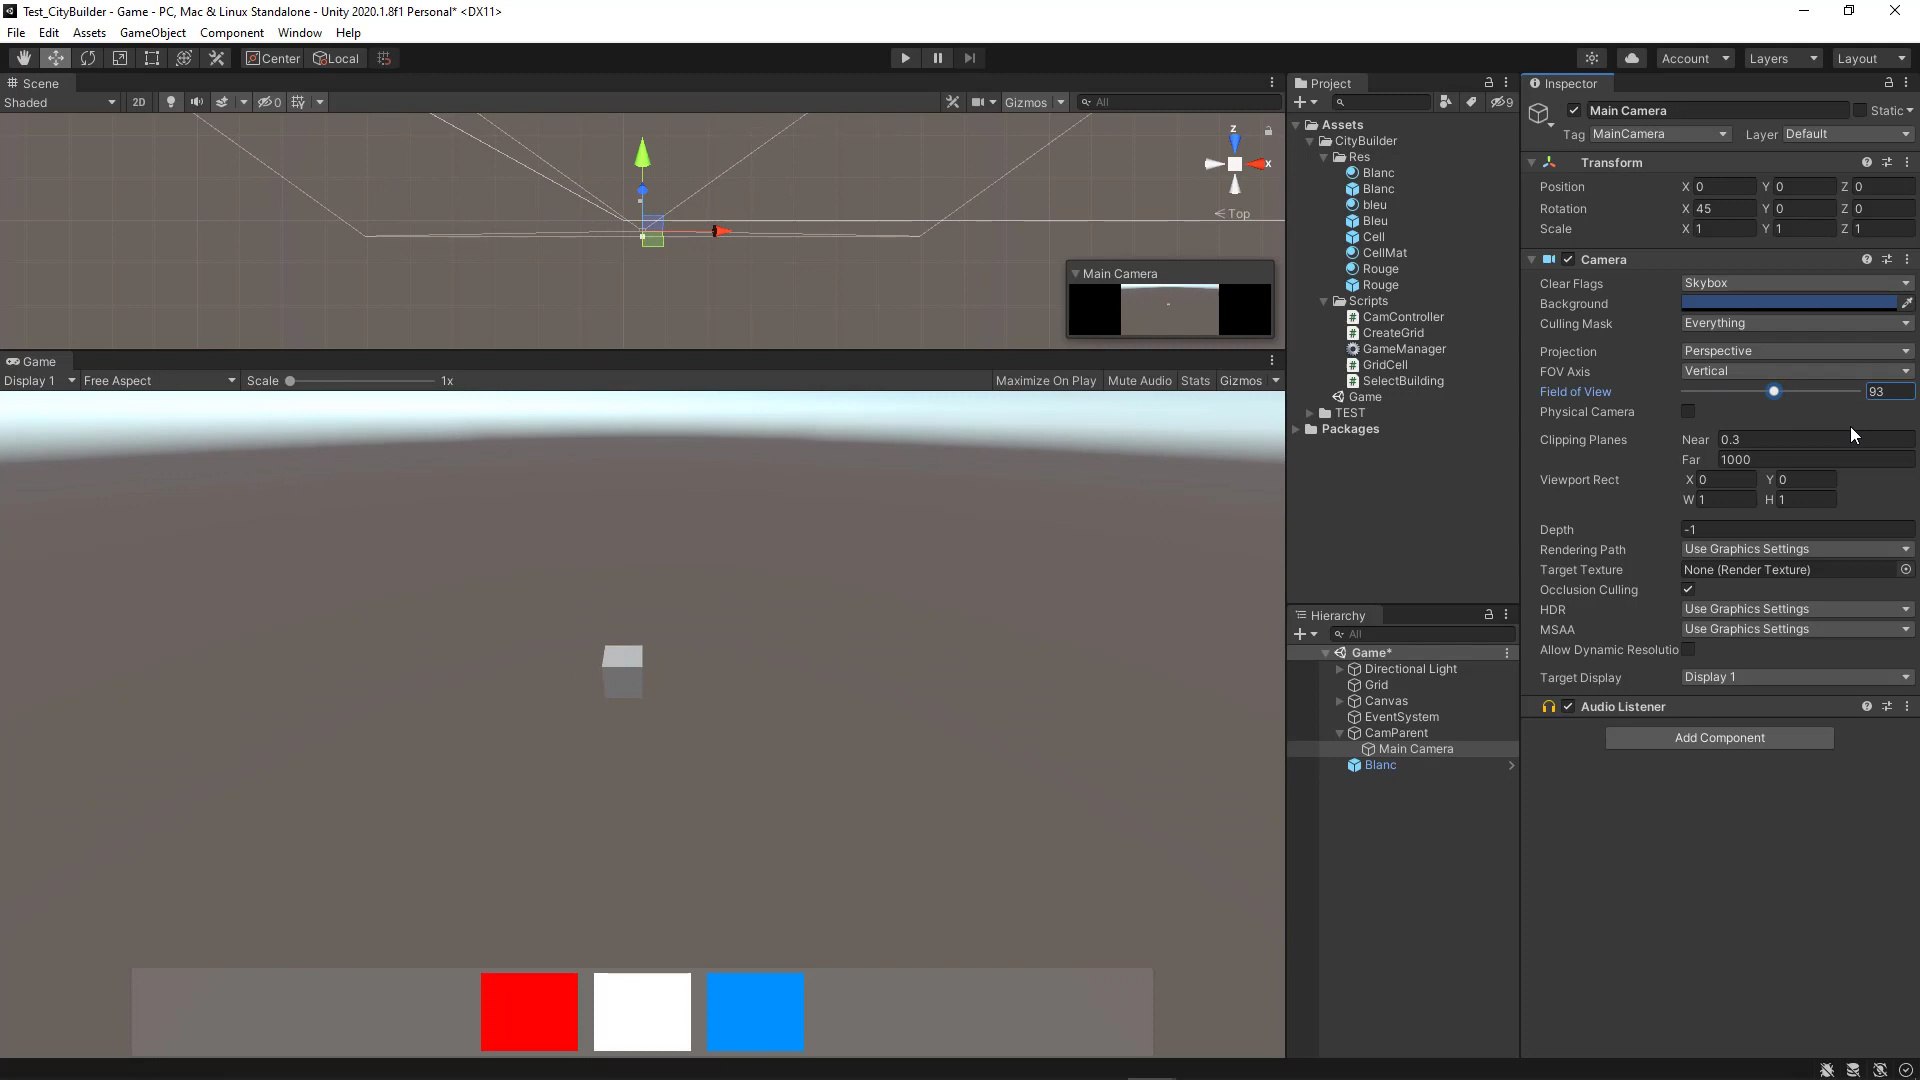 Test_CityBuilder - Game - PC, Mac & Linux Standalone - Unity 2020.1.8f1 Personal* <DX11>
File Edit Assets GameObject Component Window Help
Center Local Account Layers Layout
Scene
Shaded 2D 0 Gizmos All
z
x
Top
Main Camera
Game
Display 1 Free Aspect Scale 1x Maximize On Play Mute Audio Stats Gizmos
Project
9
Assets
CityBuilder
Res
Blanc
Blanc
bleu
Bleu
Cell
CellMat
Rouge
Rouge
Scripts
CamController
CreateGrid
GameManager
GridCell
SelectBuilding
Game
TEST
Packages
Hierarchy
All
Game*
Directional Light
Grid
Canvas
EventSystem
CamParent
Main Camera
Blanc
Inspector
Main Camera Static
Tag MainCamera Layer Default
Transform
Position X 0 Y 0 Z 0
Rotation X 45 Y 0 Z 0
Scale X 1 Y 1 Z 1
Camera
Clear Flags Skybox
Background
Culling Mask Everything
Projection Perspective
FOV Axis Vertical
Field of View 93
Physical Camera
Clipping Planes Near 0.3
Far 1000
Viewport Rect X 0 Y 0
W 1 H 1
Depth -1
Rendering Path Use Graphics Settings
Target Texture None (Render Texture)
Occlusion Culling
HDR Use Graphics Settings
MSAA Use Graphics Settings
Allow Dynamic Resolutio
Target Display Display 1
Audio Listener
Add Component